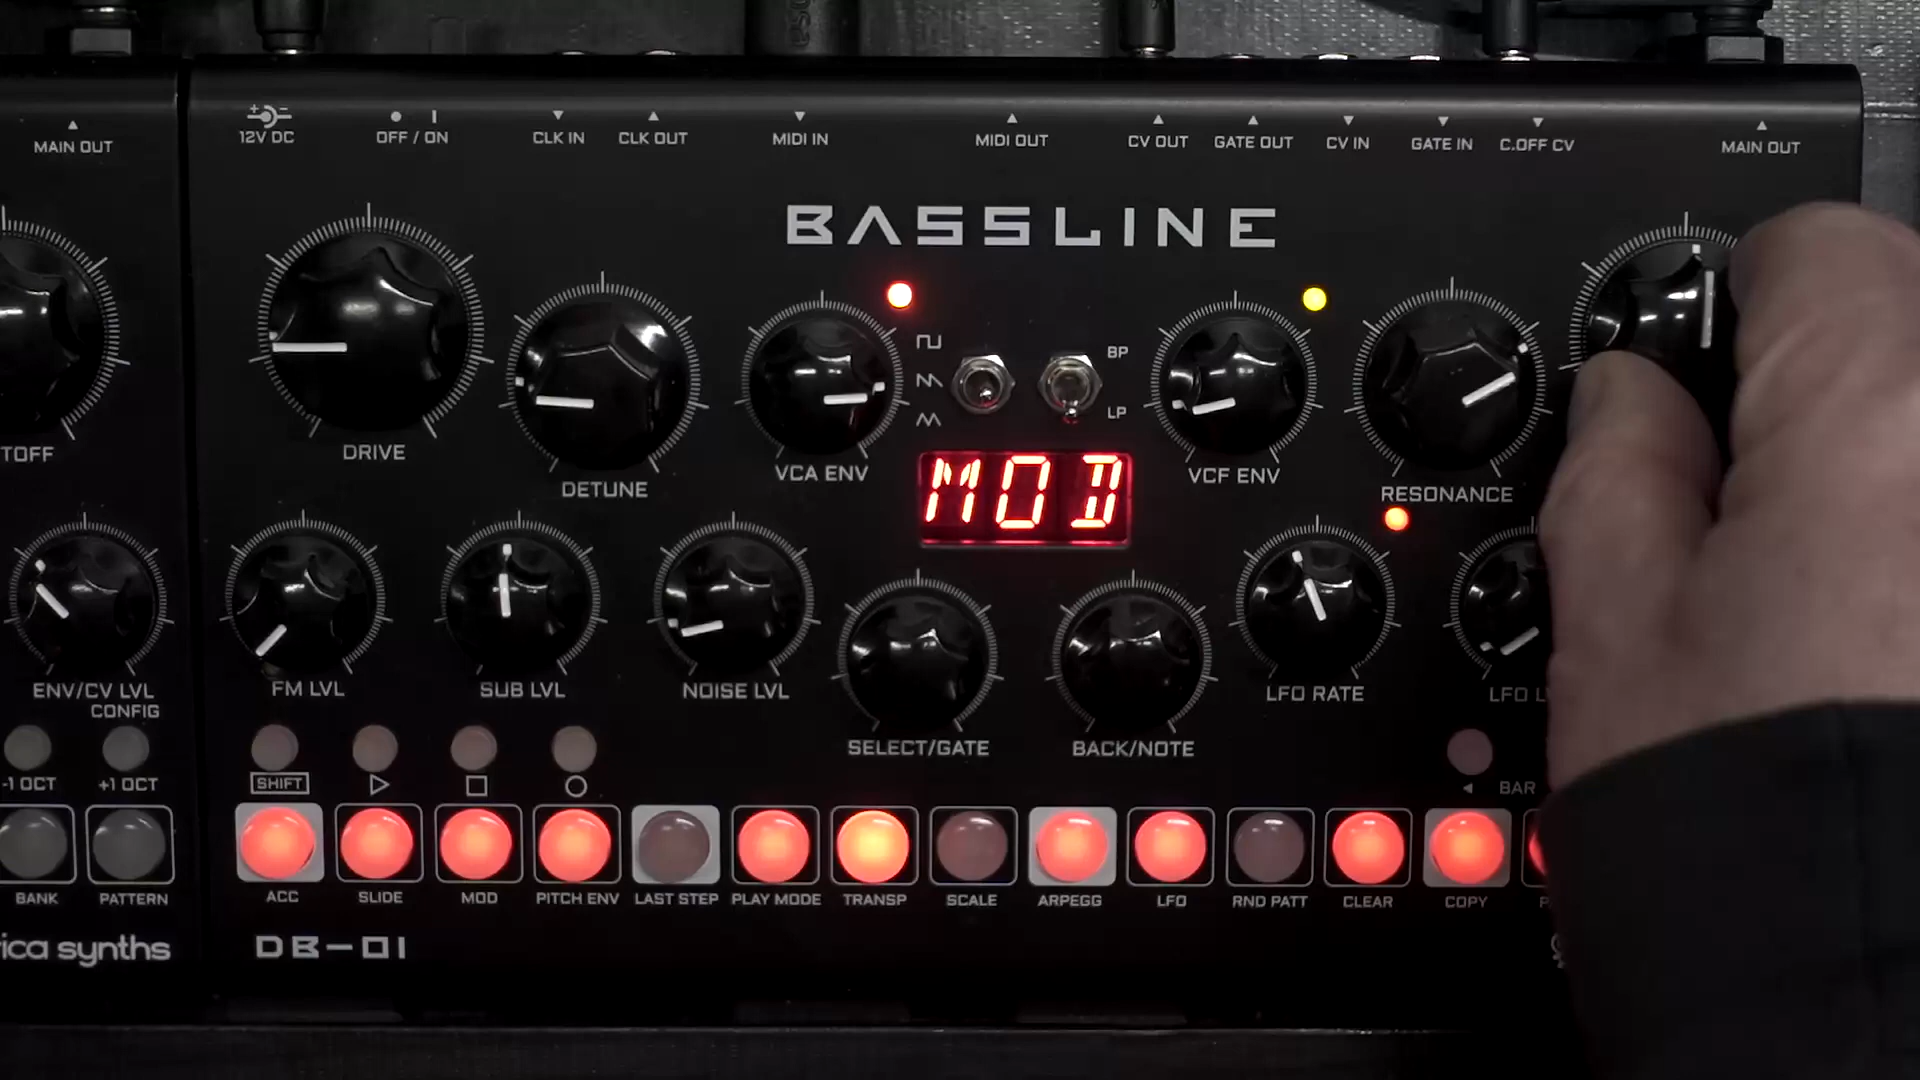 MAIN OUT
12V DC
OFF / ON
CLK IN
CLK OUT
MIDI IN
MIDI OUT
CV OUT
GATE OUT
CV IN
GATE IN
C.OFF CV
MAIN OUT
BASSLINE
BP
LP
TOFF
DRIVE
DETUNE
VCA ENV
MOD
VCF ENV
RESONANCE
ENV/CV LVL
CONFIG
FM LVL
SUB LVL
NOISE LVL
SELECT/GATE
BACK/NOTE
LFO RATE
LFO L
-1 OCT
+1 OCT
SHIFT
BAR
BANK
PATTERN
ACC
SLIDE
MOD
PITCH ENV
LAST STEP
PLAY MODE
TRANSP
SCALE
ARPEGG
LFO
RND PATT
CLEAR
COPY
rica synths
DB-01